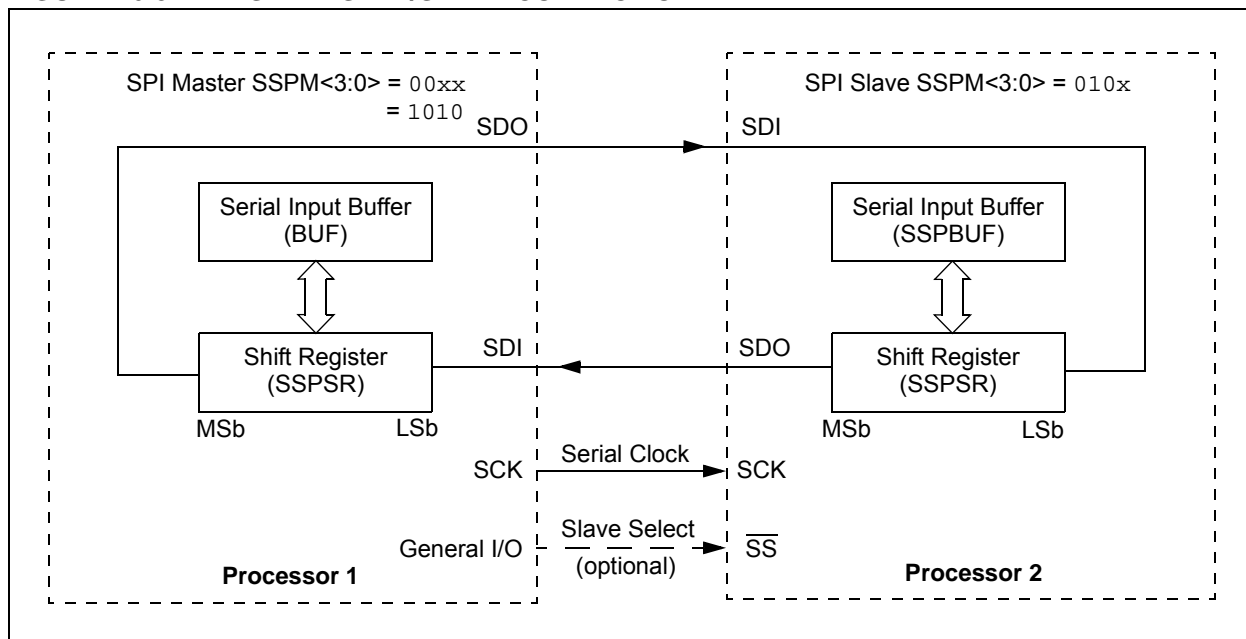 SPI Master SSPM<3:0> = 00xx
= 1010
SDO
Serial Input Buffer
(BUF)
Shift Register
(SSPSR)
MSb
LSb
SDI
SCK
General I/O
Processor 1
Serial Clock
Slave Select
(optional)
SPI Slave SSPM<3:0> = 010x
SDI
Serial Input Buffer
(SSPBUF)
SDO
Shift Register
(SSPSR)
MSb
LSb
SCK
SS
Processor 2